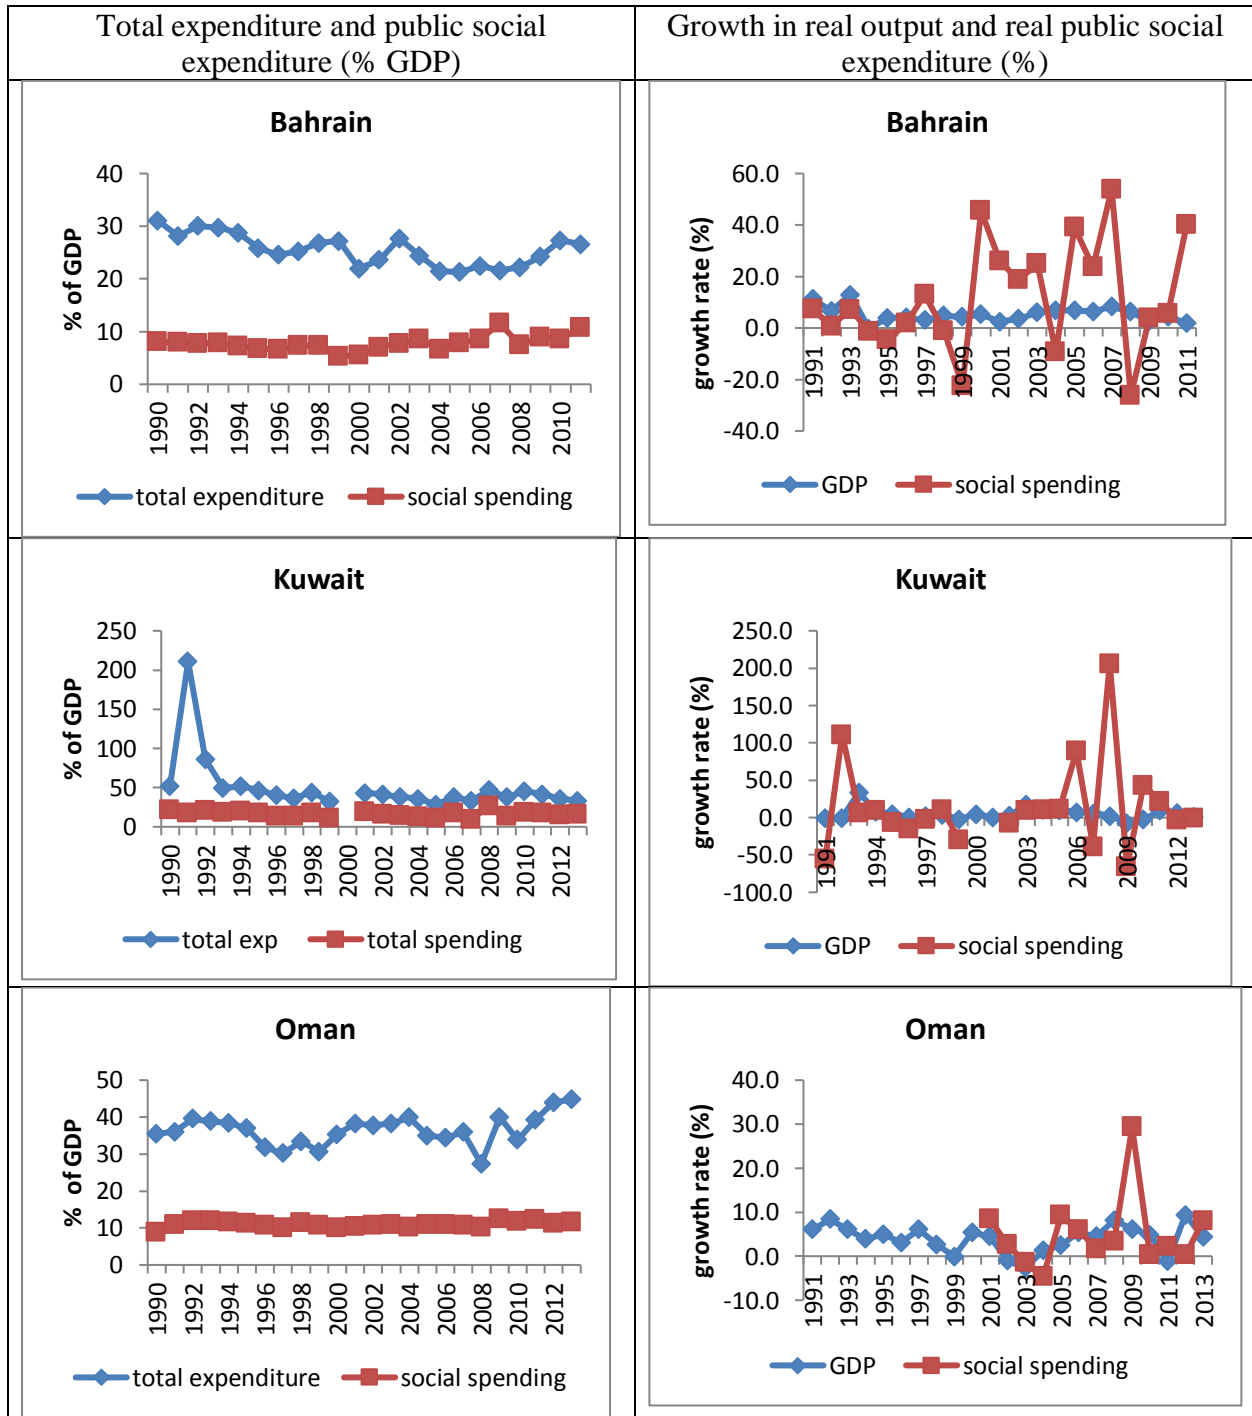 Total expenditure and public social
expenditure (% GDP)
Growth in real output and real public social
expenditure (%)
Bahrain
% of GDP
40
30
20
10
0
1990 1992 1994 1996 1998 2000 2002 2004 2006 2008 2010
total expenditure social spending
Bahrain
growth rate (%)
60.0
40.0
20.0
0.0
-20.0
-40.0
1991 1993 1995 1997 1999 2001 2003 2005 2007 2009 2011
GDP social spending
Kuwait
% of GDP
250
200
150
100
50
0
1990 1992 1994 1996 1998 2000 2002 2004 2006 2008 2010 2012
total exp total spending
Kuwait
growth rate (%)
250.0
200.0
150.0
100.0
50.0
0.0
-50.0
-100.0
1991 1994 1997 2000 2003 2006 2009 2012
GDP social spending
Oman
% of GDP
50
40
30
20
10
0
1990 1992 1994 1996 1998 2000 2002 2004 2006 2008 2010 2012
total expenditure social spending
Oman
growth rate (%)
40.0
30.0
20.0
10.0
0.0
-10.0
1991 1993 1995 1997 1999 2001 2003 2005 2007 2009 2011 2013
GDP social spending